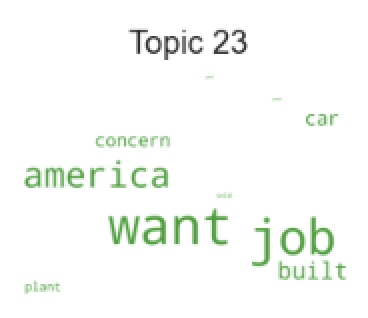 Topic 23
car
concern
america
want job
built
plant